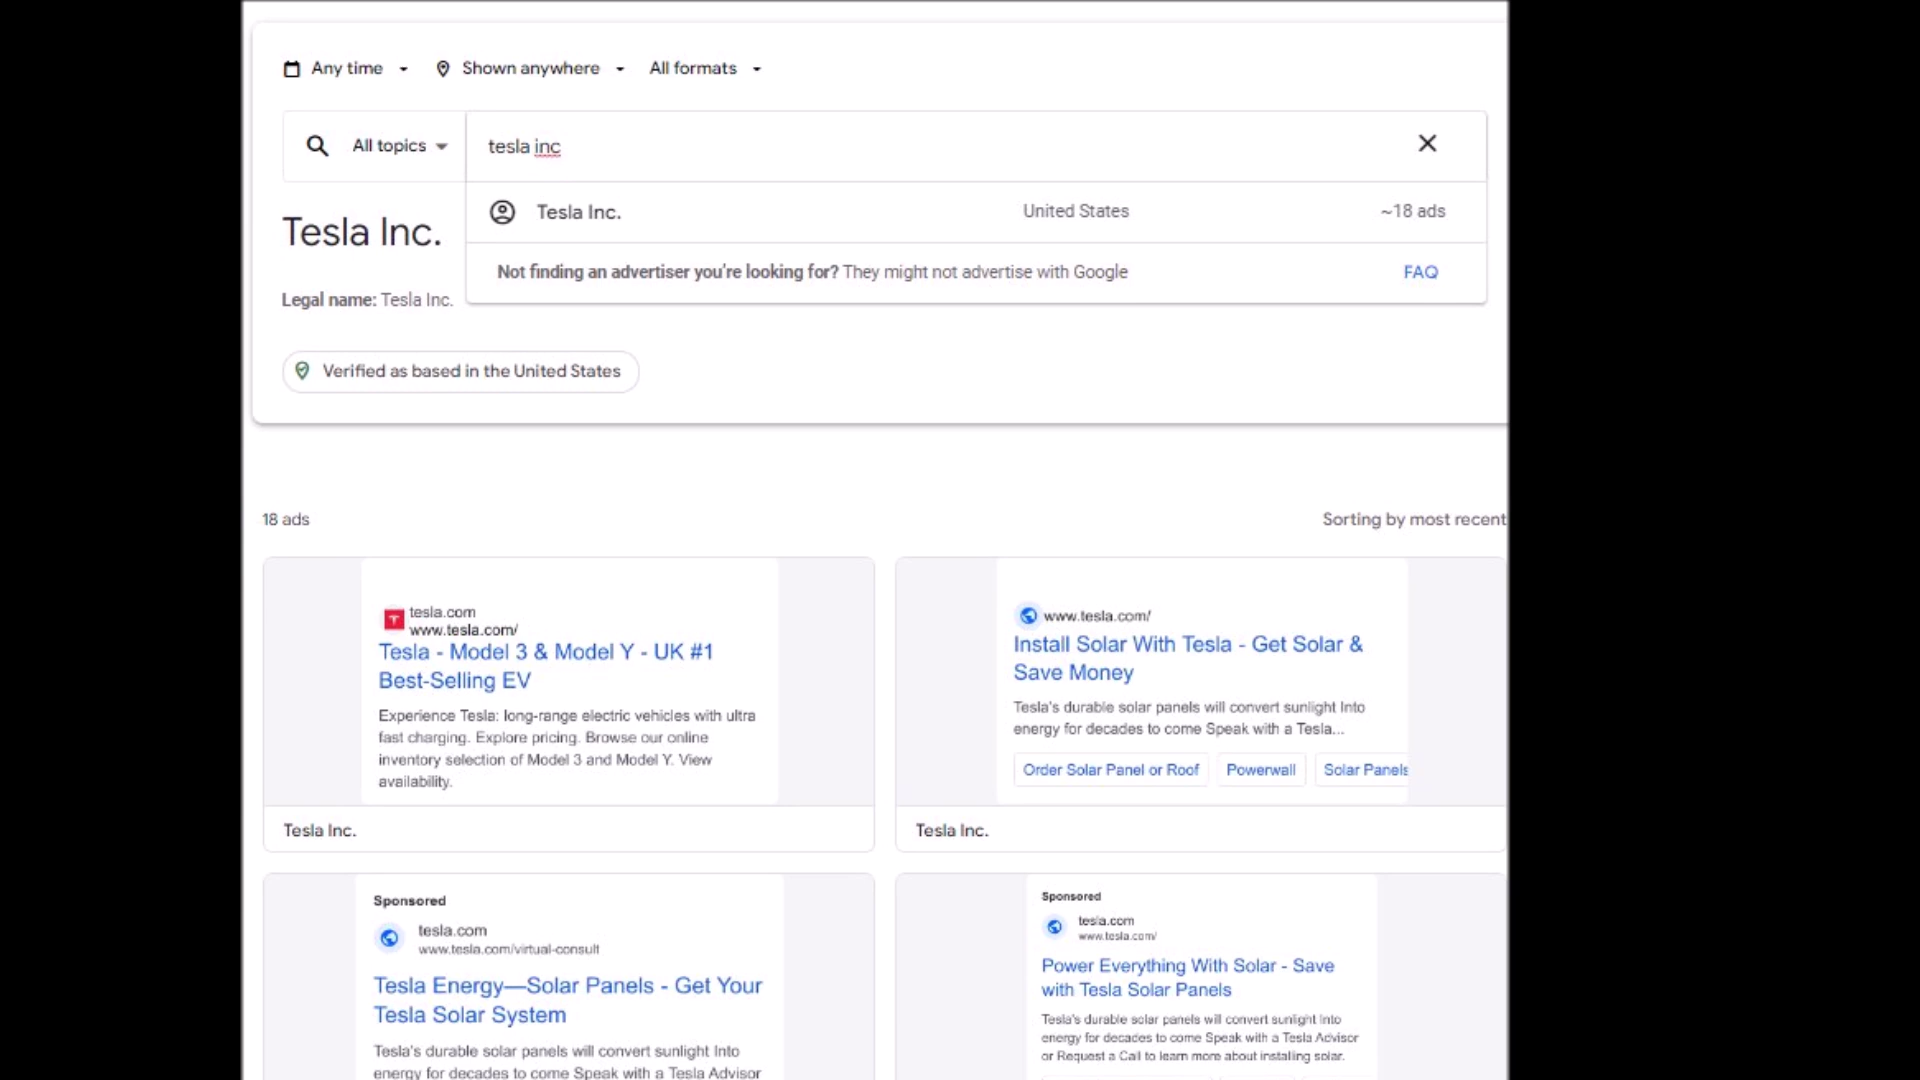 Any time Shown anywhere All formats
All topics tesla inc
Tesla Inc. United States ~18 ads
Not finding an advertiser you're looking for? They might not advertise with Google FAQ
Tesla Inc.
Legal name: Tesla Inc.
Verified as based in the United States
18 ads Sorting by most recent
tesla.com
www.tesla.com/
Tesla - Model 3 & Model Y - UK #1
Best-Selling EV
Experience Tesla: long-range electric vehicles with ultra
fast charging. Explore pricing. Browse our online
inventory selection of Model 3 and Model Y. View
availability.
Tesla Inc.
www.tesla.com/
Install Solar With Tesla - Get Solar &
Save Money
Tesla's durable solar panels will convert sunlight Into
energy for decades to come Speak with a Tesla...
Order Solar Panel or Roof Powerwall Solar Panels
Tesla Inc.
Sponsored
tesla.com
www.tesla.com/virtual-consult
Tesla Energy—Solar Panels - Get Your
Tesla Solar System
Tesla's durable solar panels will convert sunlight Into
energy for decades to come Speak with a Tesla Advisor
Sponsored
tesla.com
www.tesla.com/
Power Everything With Solar - Save
with Tesla Solar Panels
Tesla's durable solar panels will convert sunlight Into
energy for decades to come Speak with a Tesla Advisor
or Request a Call to learn more about installing solar.